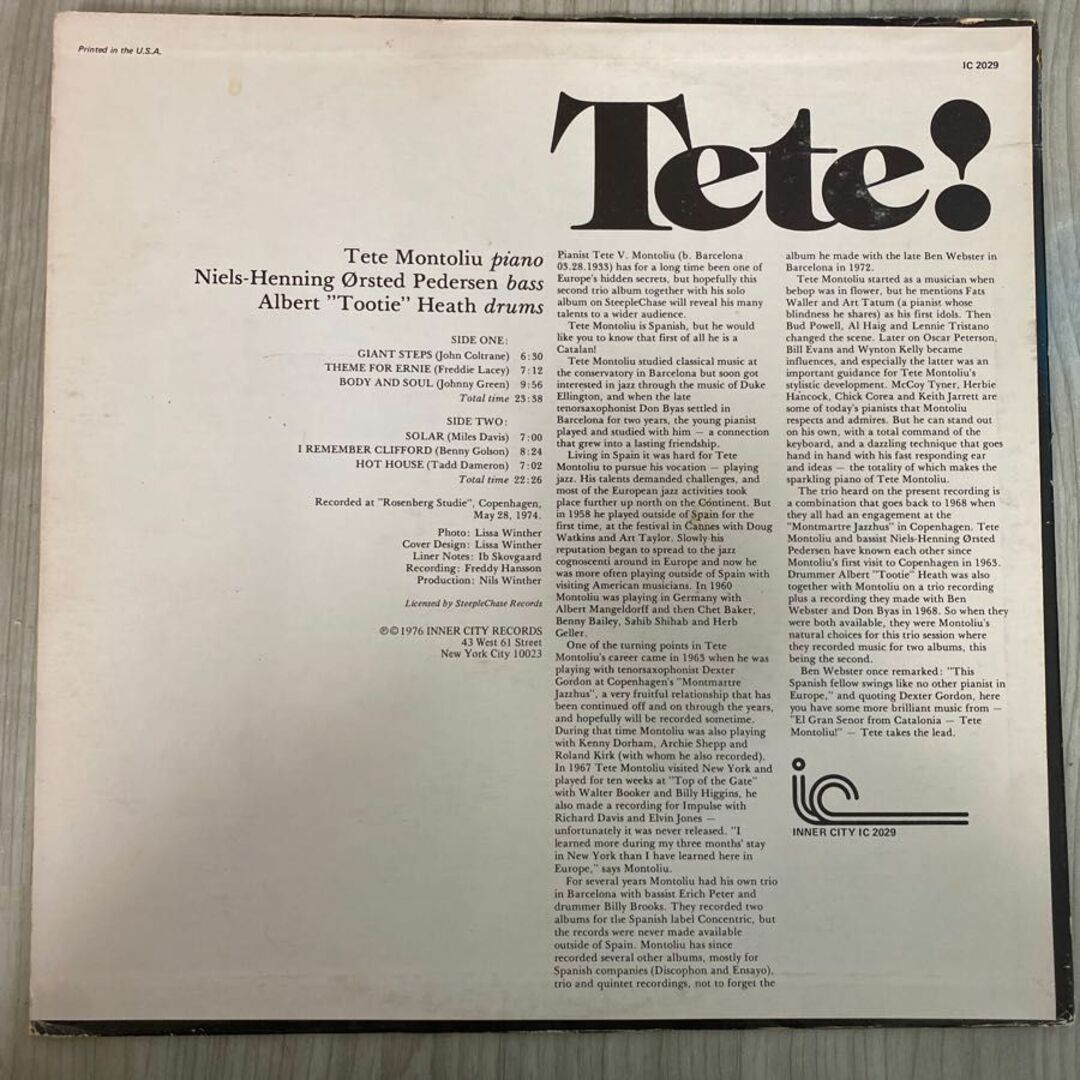 Printed in the U.S.A.
IC 2029
Tete!
Tete Montoliu piano
Niels-Henning Ørsted Pedersen bass
Albert "Tootie" Heath drums
SIDE ONE:
GIANT STEPS (John Coltrane) 6:30
THEME FOR ERNIE (Freddie Lacey) 7:12
BODY AND SOUL (Johnny Green) 9:56
Total time 23:38
SIDE TWO:
SOLAR (Miles Davis) 7:00
I REMEMBER CLIFFORD (Benny Golson) 8:24
HOT HOUSE (Tadd Dameron) 7:02
Total time 22:26
Recorded at "Rosenberg Studie", Copenhagen,
May 28, 1974.
Photo: Lissa Winther
Cover Design: Lissa Winther
Liner Notes: Ib Skovgaard
Recording: Freddy Hansson
Production: Nils Winther
Licensed by SteepleChase Records
℗© 1976 INNER CITY RECORDS
43 West 61 Street
New York City 10023
Pianist Tete V. Montoliu (b. Barcelona
03.28.1933) has for a long time been one of
Europe's hidden secrets, but hopefully this
second trio album together with his solo
album on SteepleChase will reveal his many
talents to a wider audience.
Tete Montoliu is Spanish, but he would
like you to know that first of all he is a
Catalan!
Tete Montoliu studied classical music at
the conservatory in Barcelona but soon got
interested in jazz through the music of Duke
Ellington, and when the late
tenorsaxophonist Don Byas settled in
Barcelona for two years, the young pianist
played and studied with him — a connection
that grew into a lasting friendship.
Living in Spain it was hard for Tete
Montoliu to pursue his vocation — playing
jazz. His talents demanded challenges, and
most of the European jazz activities took
place further up north on the Continent. But
in 1958 he played outside of Spain for the
first time, at the festival in Cannes with Doug
Watkins and Art Taylor. Slowly his
reputation began to spread to the jazz
cognoscenti around in Europe and now he
was more often playing outside of Spain with
visiting American musicians. In 1960
Montoliu was playing in Germany with
Albert Mangeldorff and then Chet Baker,
Benny Bailey, Sahib Shihab and Herb
Geller.
One of the turning points in Tete
Montoliu's career came in 1963 when he was
playing with tenorsaxophonist Dexter
Gordon at Copenhagen's "Montmartre
Jazzhus", a very fruitful relationship that has
been continued off and on through the years,
and hopefully will be recorded sometime.
During that time Montoliu was also playing
with Kenny Dorham, Archie Shepp and
Roland Kirk (with whom he also recorded).
In 1967 Tete Montoliu visited New York and
played for ten weeks at "Top of the Gate"
with Walter Booker and Billy Higgins, he
also made a recording for Impulse with
Richard Davis and Elvin Jones —
unfortunately it was never released. "I
learned more during my three months' stay
in New York than I have learned here in
Europe," says Montoliu.
For several years Montoliu had his own trio
in Barcelona with bassist Erich Peter and
drummer Billy Brooks. They recorded two
albums for the Spanish label Concentric, but
the records were never made available
outside of Spain. Montoliu has since
recorded several other albums, mostly for
Spanish companies (Discophon and Ensayo),
trio and quintet recordings, not to forget the
album he made with the late Ben Webster in
Barcelona in 1972.
Tete Montoliu started as a musician when
bebop was in flower, but he mentions Fats
Waller and Art Tatum (a pianist whose
blindness he shares) as his first idols. Then
Bud Powell, Al Haig and Lennie Tristano
changed the scene. Later on Oscar Peterson,
Bill Evans and Wynton Kelly became
influences, and especially the latter was an
important guidance for Tete Montoliu's
stylistic development. McCoy Tyner, Herbie
Hancock, Chick Corea and Keith Jarrett are
some of today's pianists that Montoliu
respects and admires. But he can stand out
on his own, with a total command of the
keyboard, and a dazzling technique that goes
hand in hand with his fast responding ear
and ideas — the totality of which makes the
sparkling piano of Tete Montoliu.
The trio heard on the present recording is
a combination that goes back to 1968 when
they all had an engagement at the
"Montmartre Jazzhus" in Copenhagen. Tete
Montoliu and bassist Niels-Henning Ørsted
Pedersen have known each other since
Montoliu's first visit to Copenhagen in 1963.
Drummer Albert "Tootie" Heath was also
together with Montoliu on a trio recording
plus a recording they made with Ben
Webster and Don Byas in 1968. So when they
were both available, they were Montoliu's
natural choices for this trio session where
they recorded music for two albums, this
being the second.
Ben Webster once remarked: "This
Spanish fellow swings like no other pianist in
Europe," and quoting Dexter Gordon, here
you have some more brilliant music from —
"El Gran Senor from Catalonia — Tete
Montoliu!" — Tete takes the lead.
ic
INNER CITY IC 2029